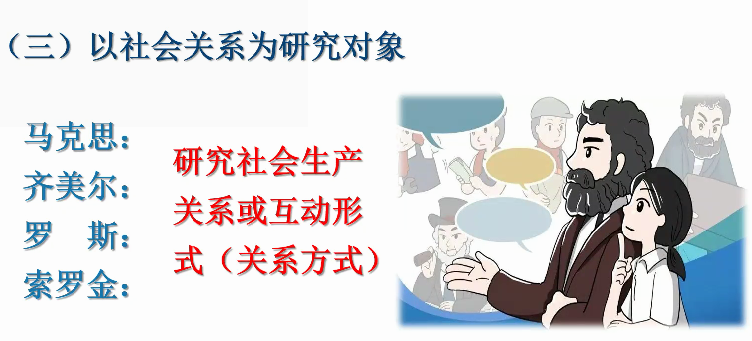 （三）以社会关系为研究对象
马克思：
齐美尔：
罗　斯：
索罗金：
研究社会生产
关系或互动形
式（关系方式）